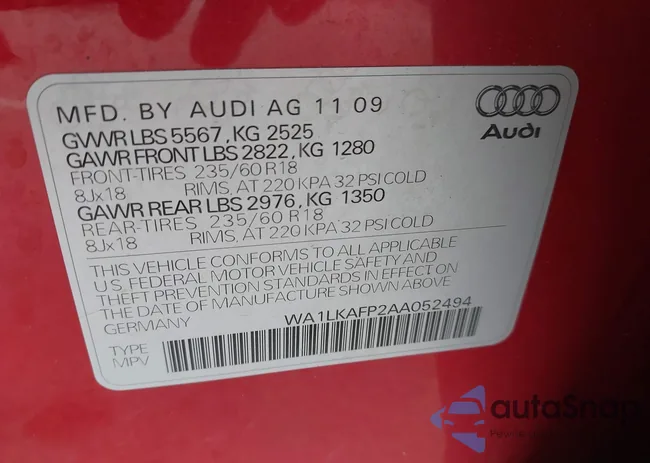 MFD. BY AUDI AG 11 09
Audi
GVWR LBS 5567, KG 2525
GAWR FRONT LBS 2822, KG 1280
FRONT-TIRES 235/60 R18
8Jx18 RIMS, AT 220 KPA 32 PSI COLD
GAWR REAR LBS 2976, KG 1350
REAR-TIRES 235/60 R18
8Jx18 RIMS, AT 220 KPA 32 PSI COLD
THIS VEHICLE CONFORMS TO ALL APPLICABLE
U.S. FEDERAL MOTOR VEHICLE SAFETY AND
THEFT PREVENTION STANDARDS IN EFFECT ON
THE DATE OF MANUFACTURE SHOWN ABOVE
GERMANY WA1LKAFP2AA052494
TYPE
MPV
autoSnap